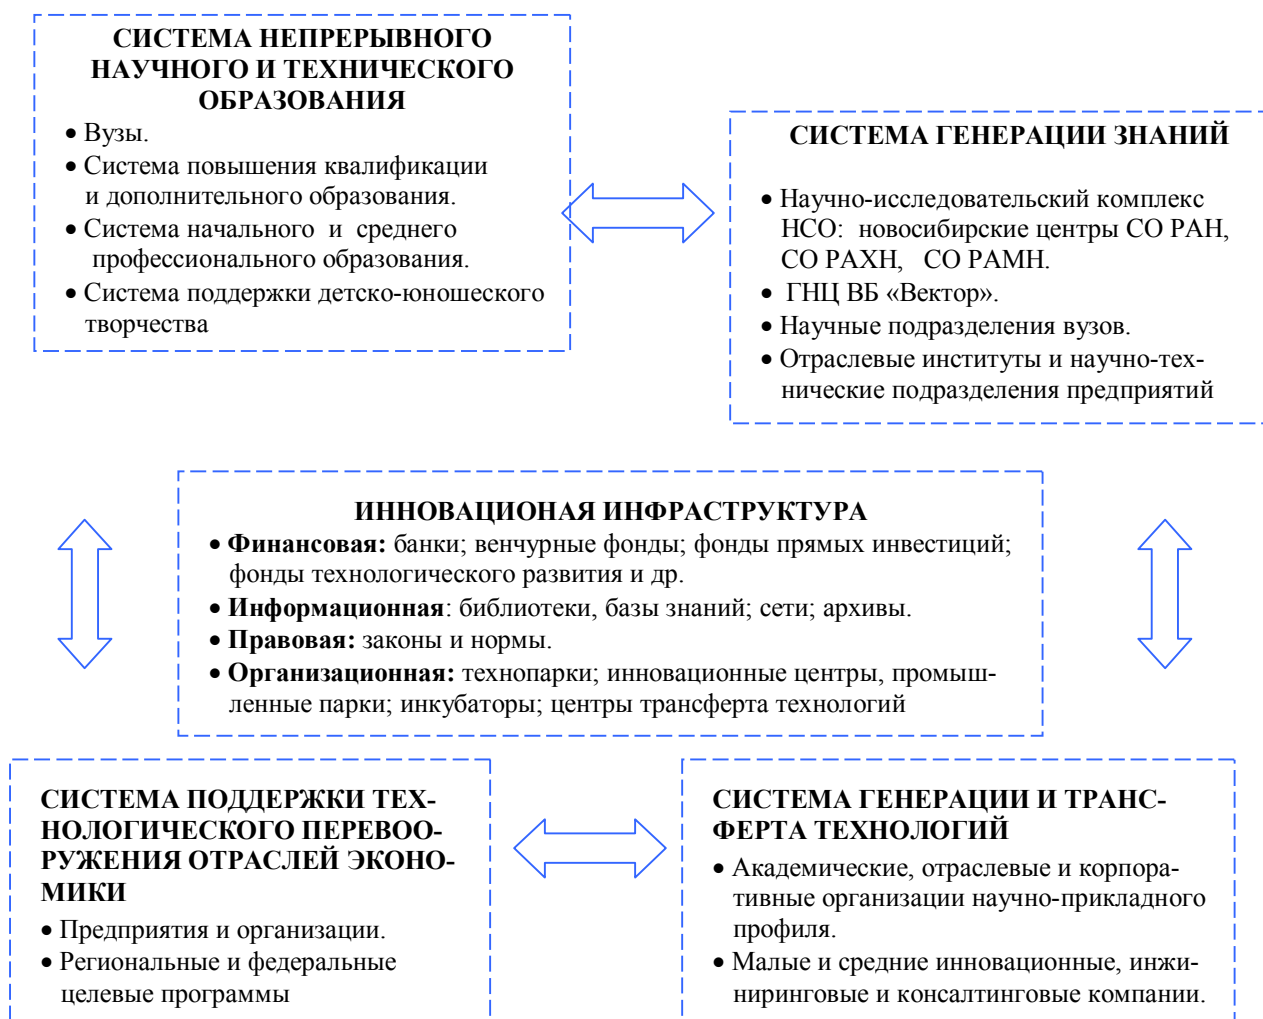 СИСТЕМА НЕПРЕРЫВНОГО
НАУЧНОГО И ТЕХНИЧЕСКОГО
ОБРАЗОВАНИЯ
• Вузы.
• Система повышения квалификации
и дополнительного образования.
• Система начального и среднего
профессионального образования.
• Система поддержки детско-юношеского
творчества
СИСТЕМА ГЕНЕРАЦИИ ЗНАНИЙ
• Научно-исследовательский комплекс
НСО: новосибирские центры СО РАН,
СО РАХН, СО РАМН.
• ГНЦ ВБ «Вектор».
• Научные подразделения вузов.
• Отраслевые институты и научно-тех-
нические подразделения предприятий
ИННОВАЦИОНАЯ ИНФРАСТРУКТУРА
• Финансовая: банки; венчурные фонды; фонды прямых инвестиций;
фонды технологического развития и др.
• Информационная: библиотеки, базы знаний; сети; архивы.
• Правовая: законы и нормы.
• Организационная: технопарки; инновационные центры, промыш-
ленные парки; инкубаторы; центры трансферта технологий
СИСТЕМА ПОДДЕРЖКИ ТЕХ-
НОЛОГИЧЕСКОГО ПЕРЕВОО-
РУЖЕНИЯ ОТРАСЛЕЙ ЭКОНО-
МИКИ
• Предприятия и организации.
• Региональные и федеральные
целевые программы
СИСТЕМА ГЕНЕРАЦИИ И ТРАНС-
ФЕРТА ТЕХНОЛОГИЙ
• Академические, отраслевые и корпора-
тивные организации научно-прикладного
профиля.
• Малые и средние инновационные, инжи-
ниринговые и консалтинговые компании.